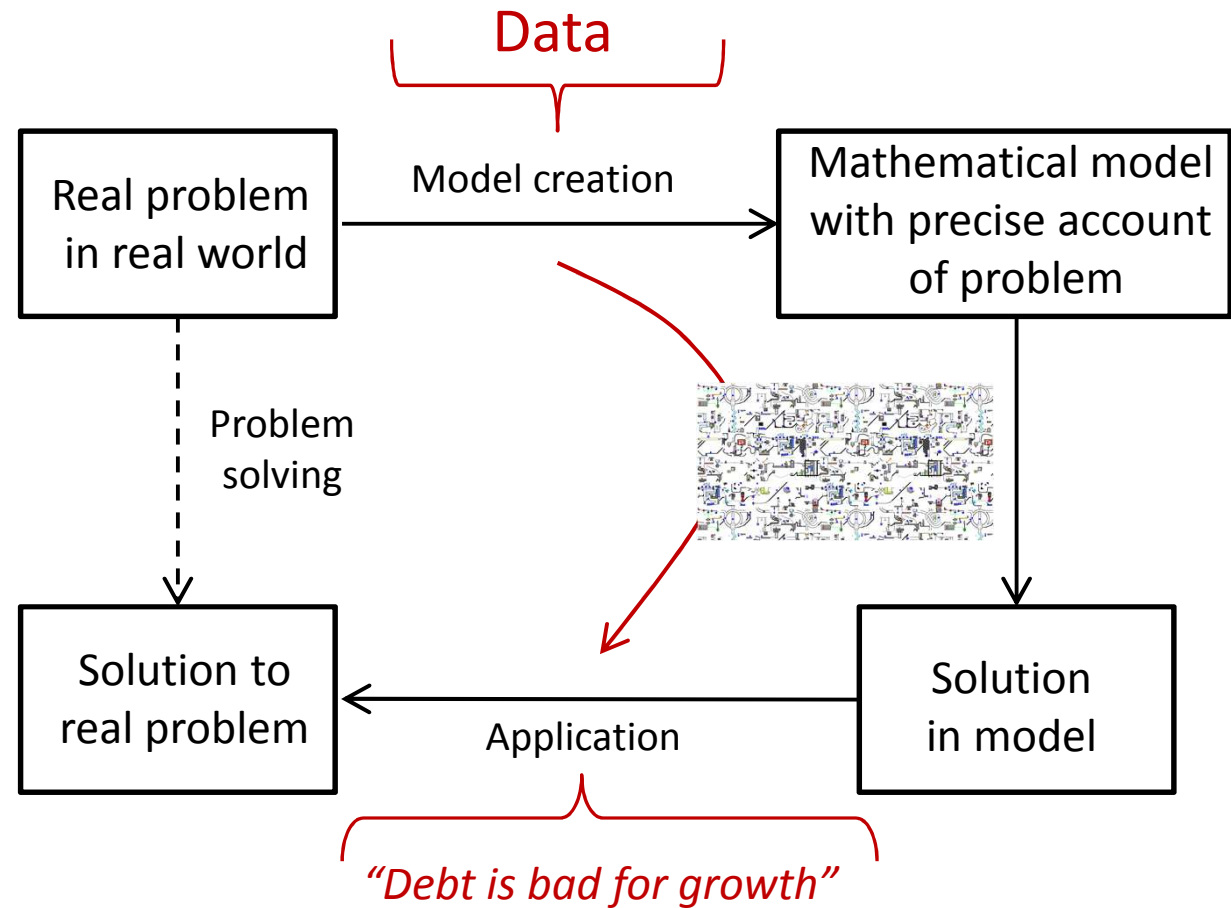 Data
Model creation
Real problem
in real world
Mathematical model
with precise account
of problem
Problem
solving
Solution to
real problem
Application
Solution
in model
“Debt is bad for growth”